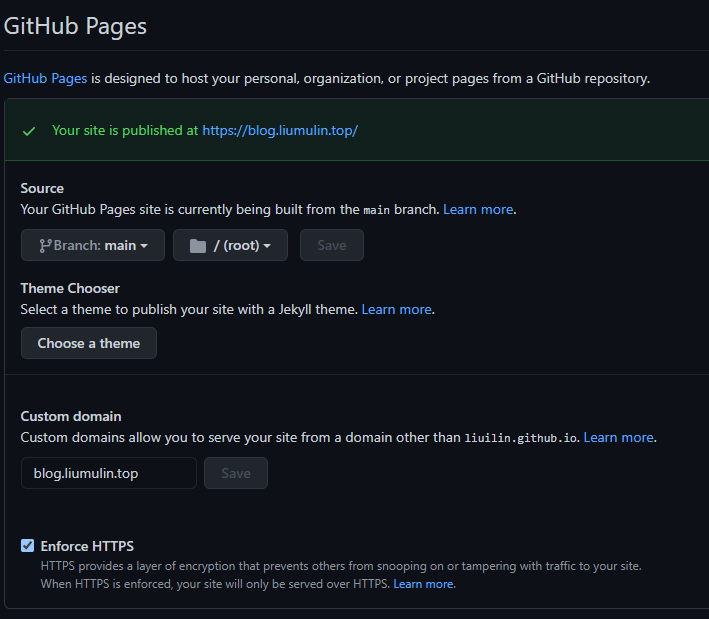 GitHub Pages
GitHub Pages is designed to host your personal, organization, or project pages from a GitHub repository.
Your site is published at https://blog.liumulin.top/
Source
Your GitHub Pages site is currently being built from the main branch. Learn more.
Branch: main / (root) Save
Theme Chooser
Select a theme to publish your site with a Jekyll theme. Learn more.
Choose a theme
Custom domain
Custom domains allow you to serve your site from a domain other than liuilin.github.io. Learn more.
blog.liumulin.top Save
Enforce HTTPS
HTTPS provides a layer of encryption that prevents others from snooping on or tampering with traffic to your site.
When HTTPS is enforced, your site will only be served over HTTPS. Learn more.